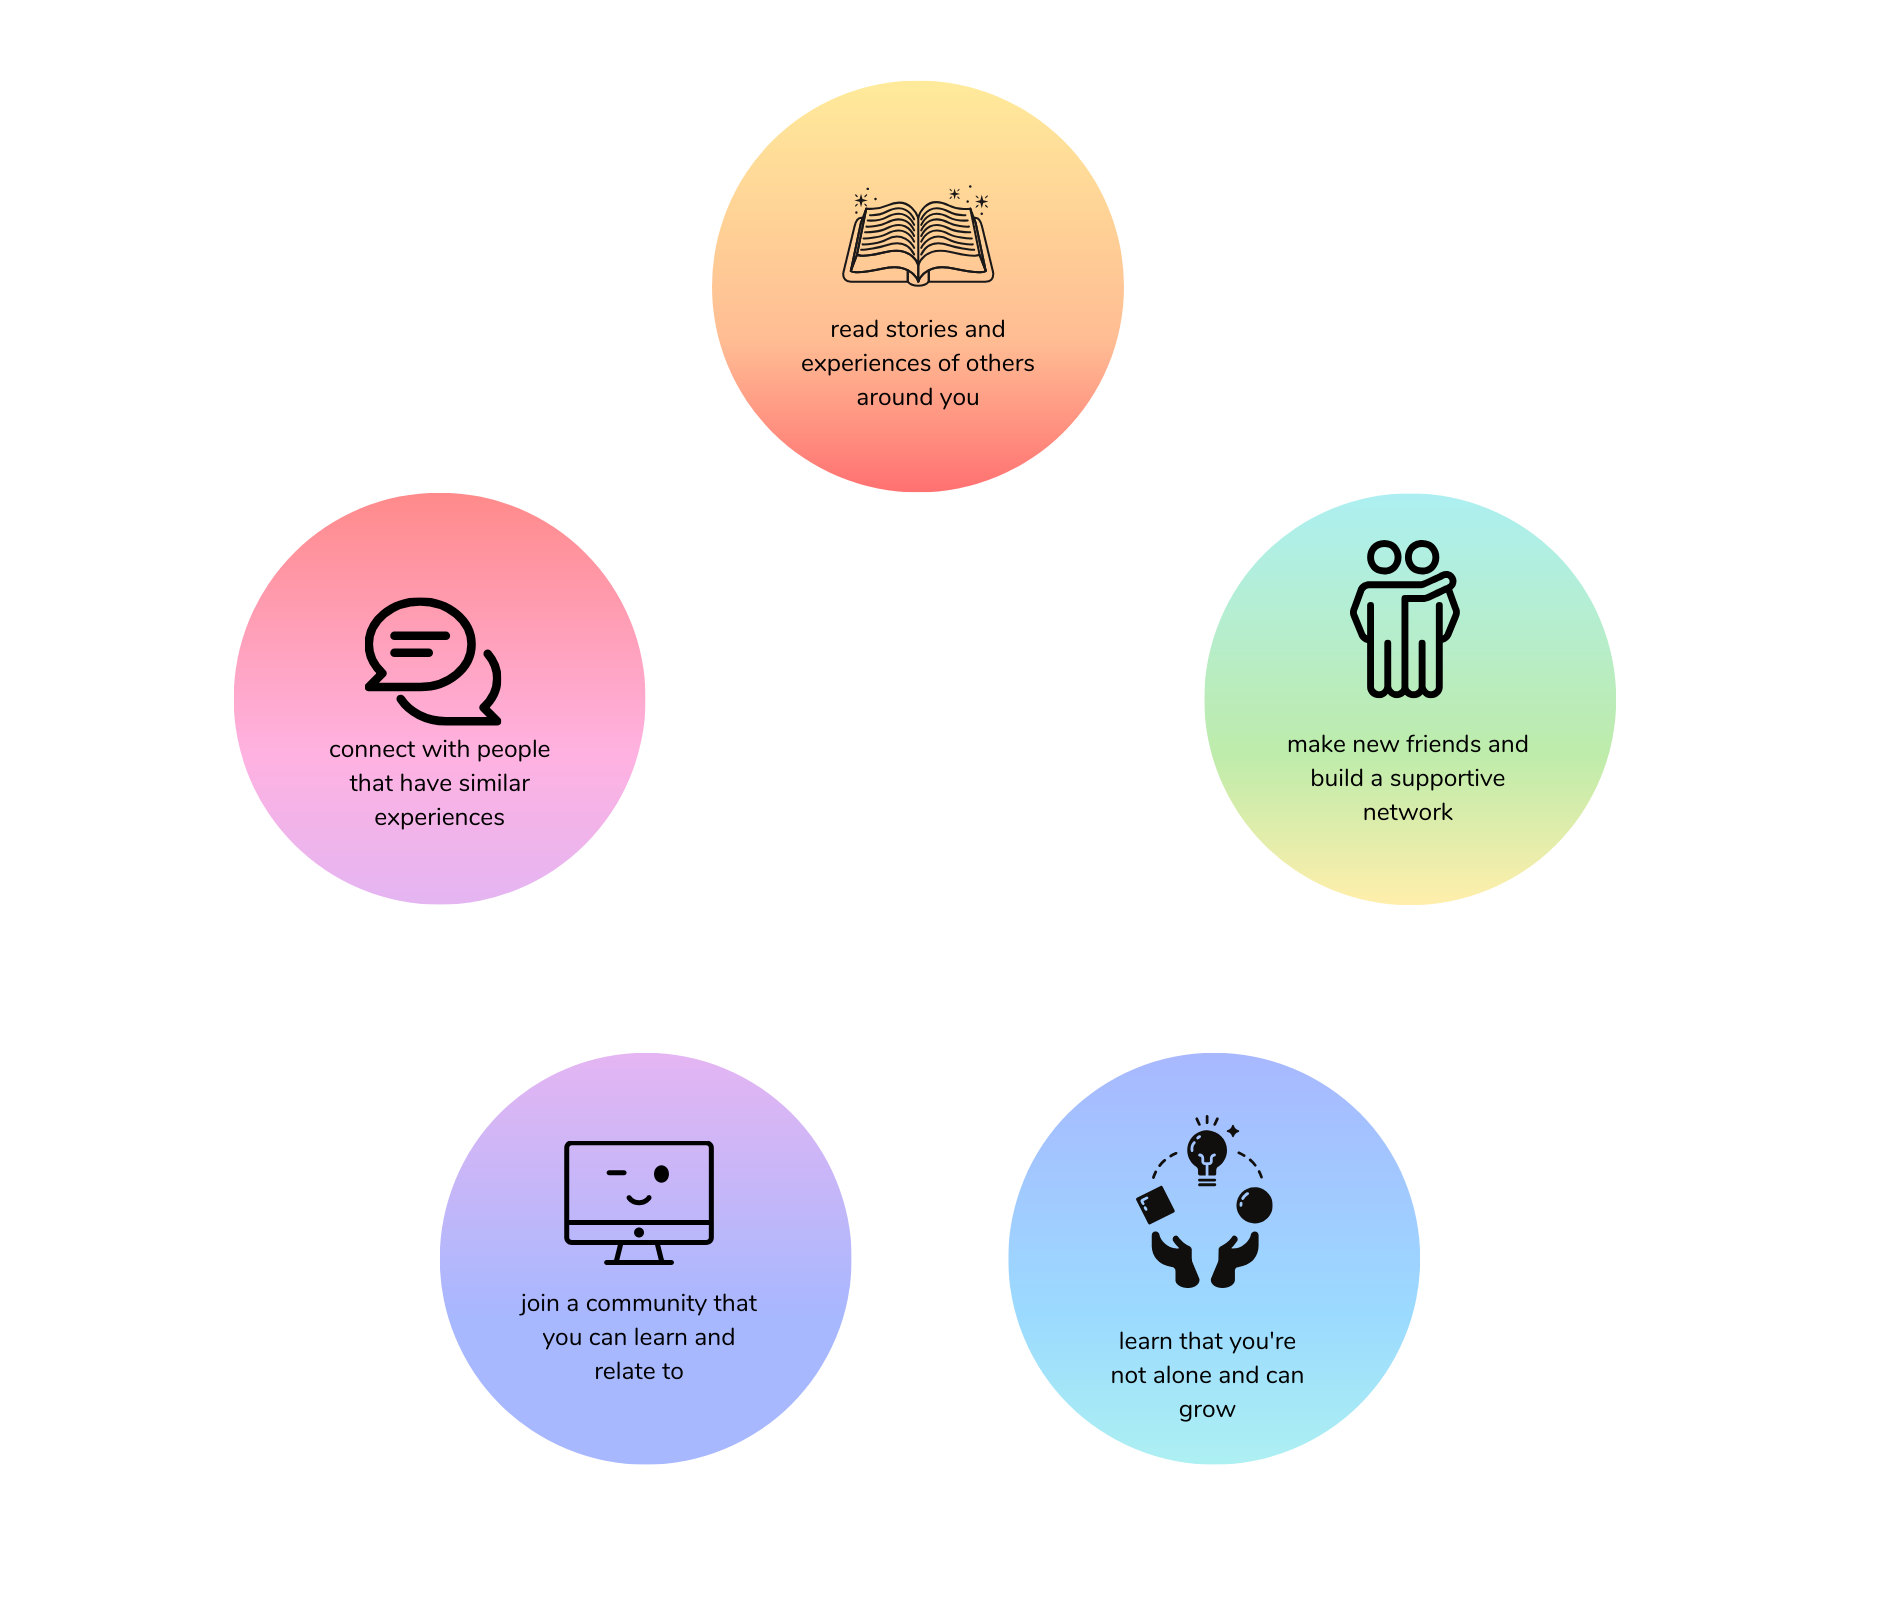 read stories and
experiences of others
around you
connect with people
that have similar
experiences
make new friends and
build a supportive
network
join a community that
you can learn and
relate to
learn that you're
not alone and can
grow